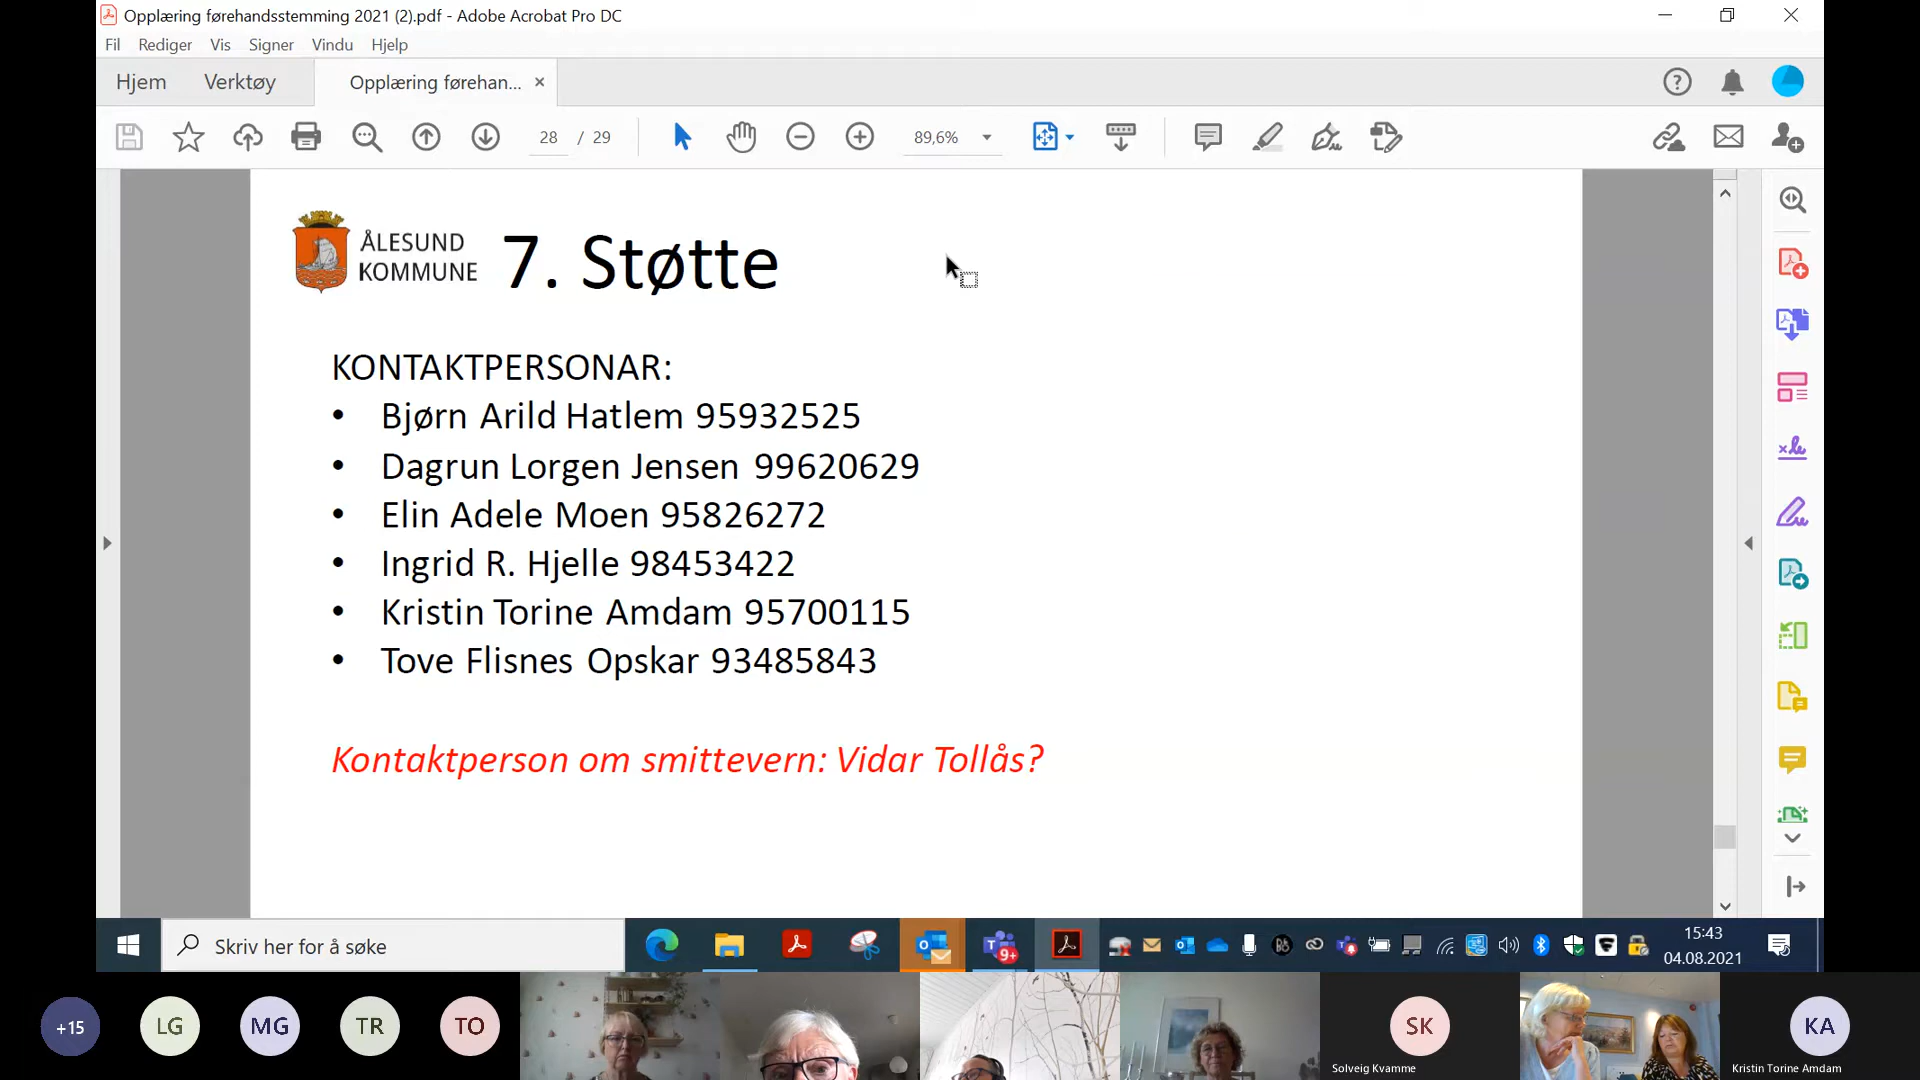 Opplæring førehandsstemming 2021 (2).pdf - Adobe Acrobat Pro DC
Fil Rediger Vis Signer Vindu Hjelp
Hjem Verktøy Opplæring førehan...
28 / 29 89,6%
ÅLESUND
KOMMUNE
7. Støtte
KONTAKTPERSONAR:
• Bjørn Arild Hatlem 95932525
• Dagrun Lorgen Jensen 99620629
• Elin Adele Moen 95826272
• Ingrid R. Hjelle 98453422
• Kristin Torine Amdam 95700115
• Tove Flisnes Opskar 93485843
Kontaktperson om smittevern: Vidar Tollås?
Skriv her for å søke
9+
15:43
04.08.2021
+15 LG MG TR TO SK KA
Solveig Kvamme
Kristin Torine Amdam